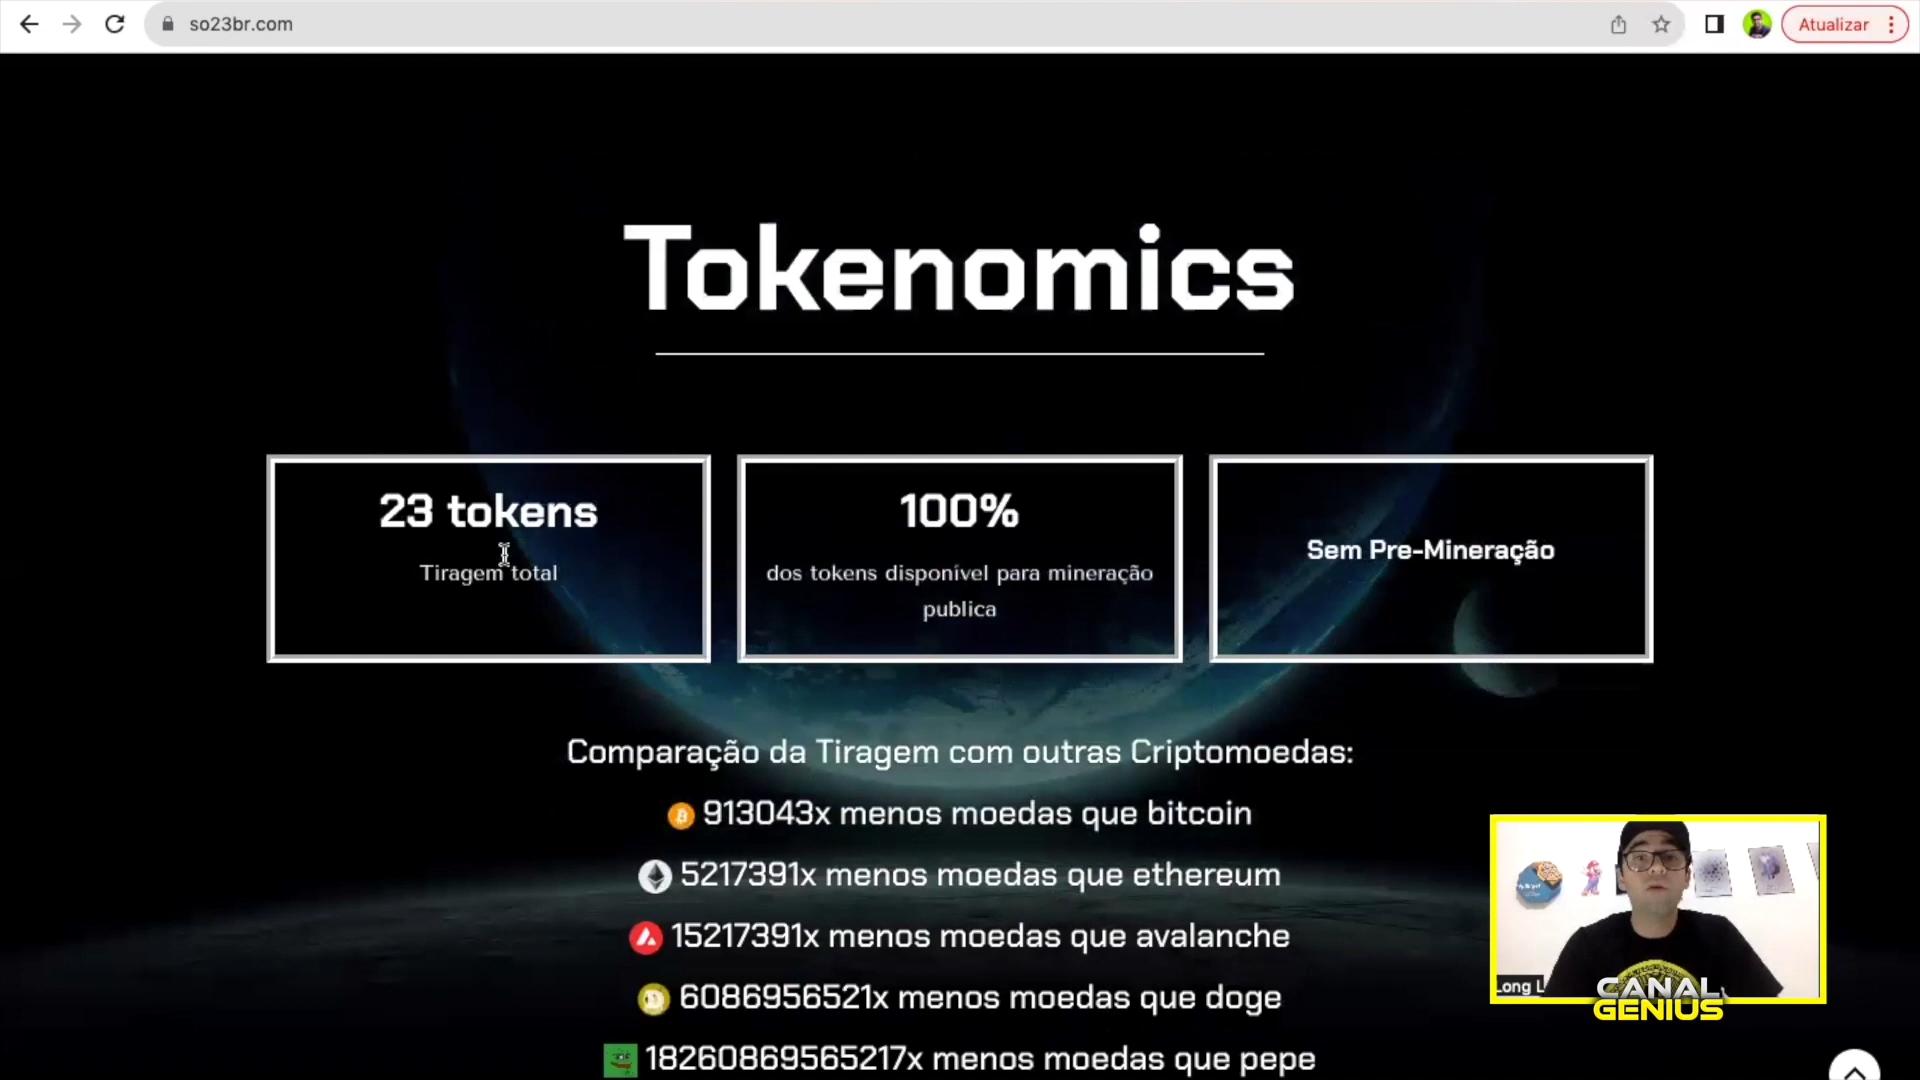 so23br.com
Atualizar
Tokenomics
23 tokens
Tiragem total
100%
dos tokens disponível para mineração
publica
Sem Pre-Mineração
Comparação da Tiragem com outras Criptomoedas:
913043x menos moedas que bitcoin
5217391x menos moedas que ethereum
15217391x menos moedas que avalanche
6086956521x menos moedas que doge
18260869565217x menos moedas que pepe
Long L
CANAL
GENIUS